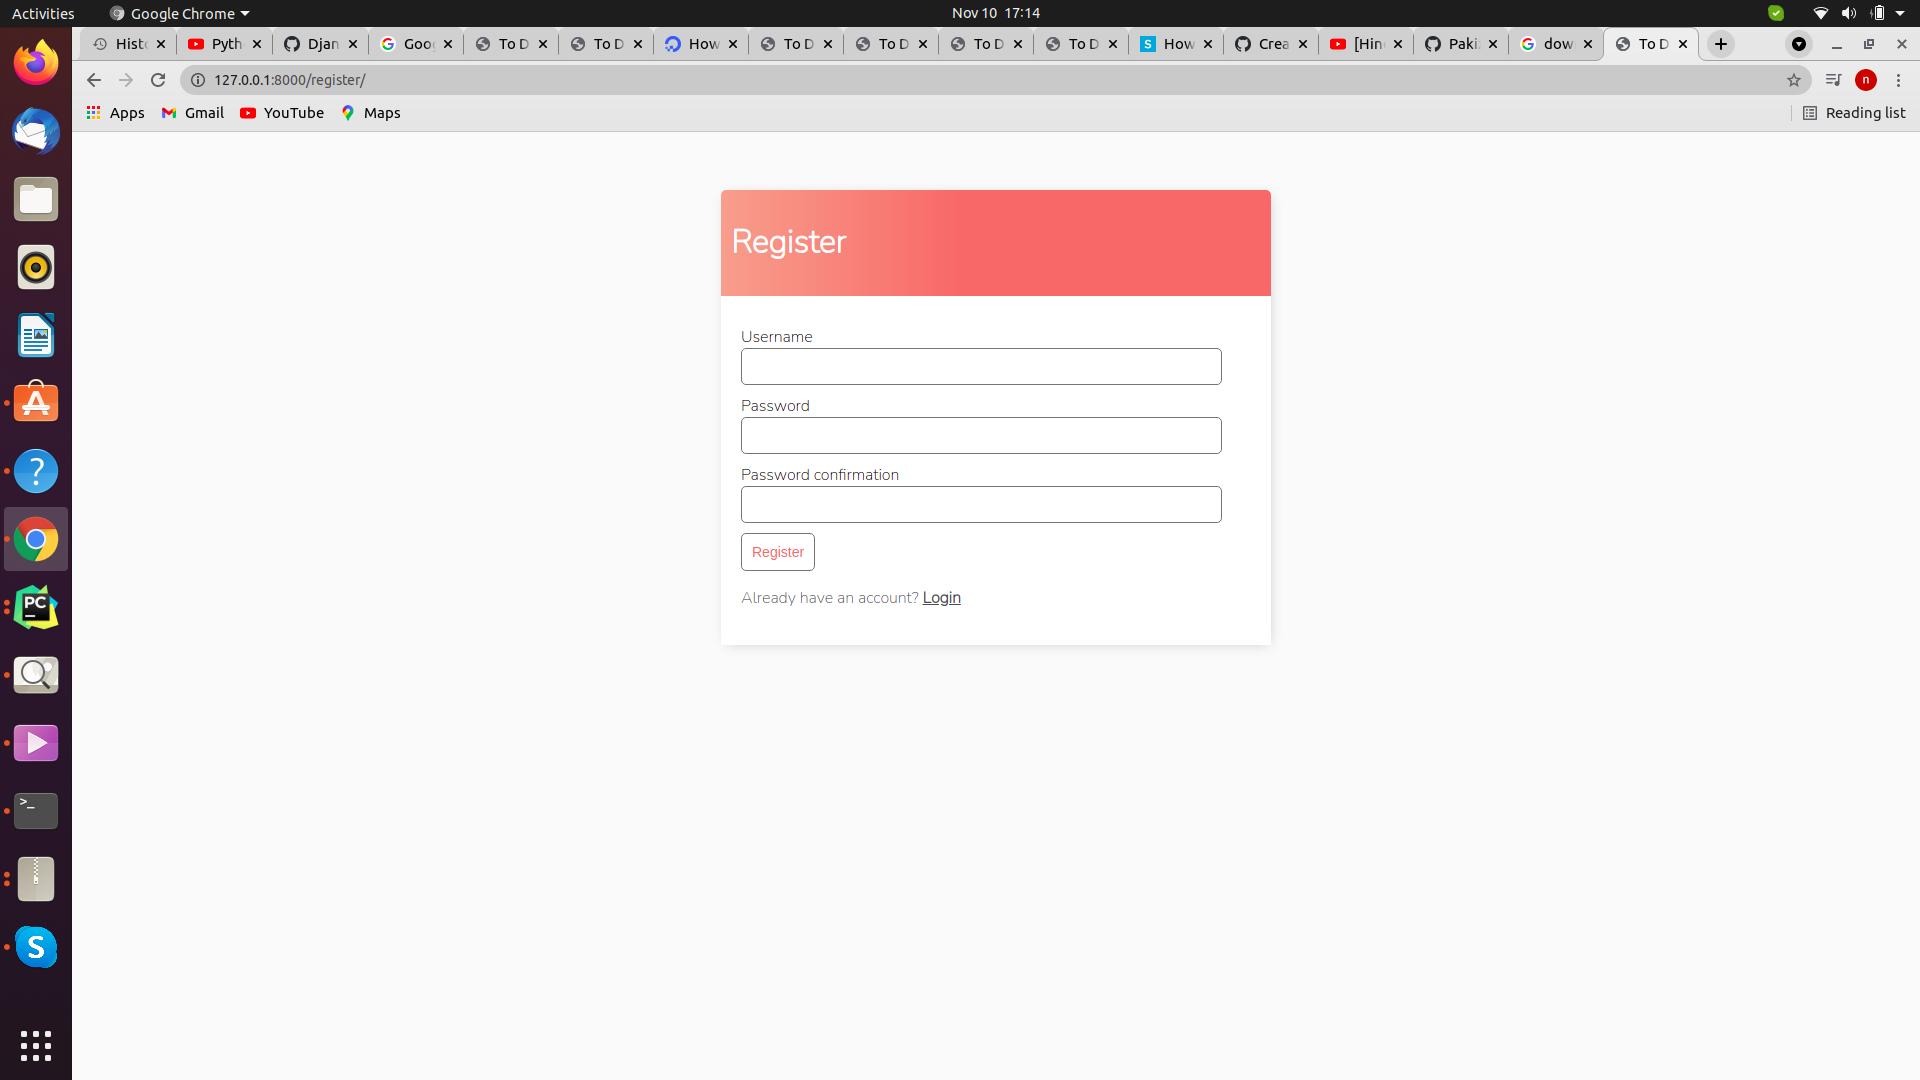 Activities Google Chrome Nov 10 17:14
Histo Pyth Djan Goog To D To D How To D To D To D To D How Crea [Hin Paki dow To D
127.0.0.1:8000/register/ n
Apps Gmail YouTube Maps Reading list
Register
Username
Password
Password confirmation
Register
Already have an account? Login
PC
>_
S